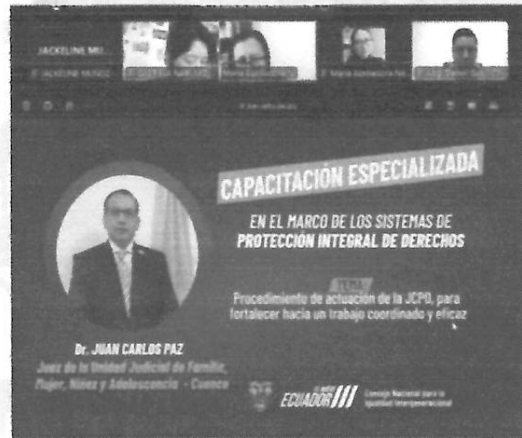 JACKELINE MU...
JACKELINE MUÑOZ
CAPACITACIÓN ESPECIALIZADA
EN EL MARCO DE LOS SISTEMAS DE
PROTECCIÓN INTEGRAL DE DERECHOS
TEMA:
Procedimiento de actuación de la JCPD, para
fortalecer hacia un trabajo coordinado y eficaz
Dr. JUAN CARLOS PAZ
Juez de la Unidad Judicial de Familia,
Mujer, Niñez y Adolescencia - Cuenca
ECUADOR
Consejo Nacional para la
Igualdad Intergeneracional